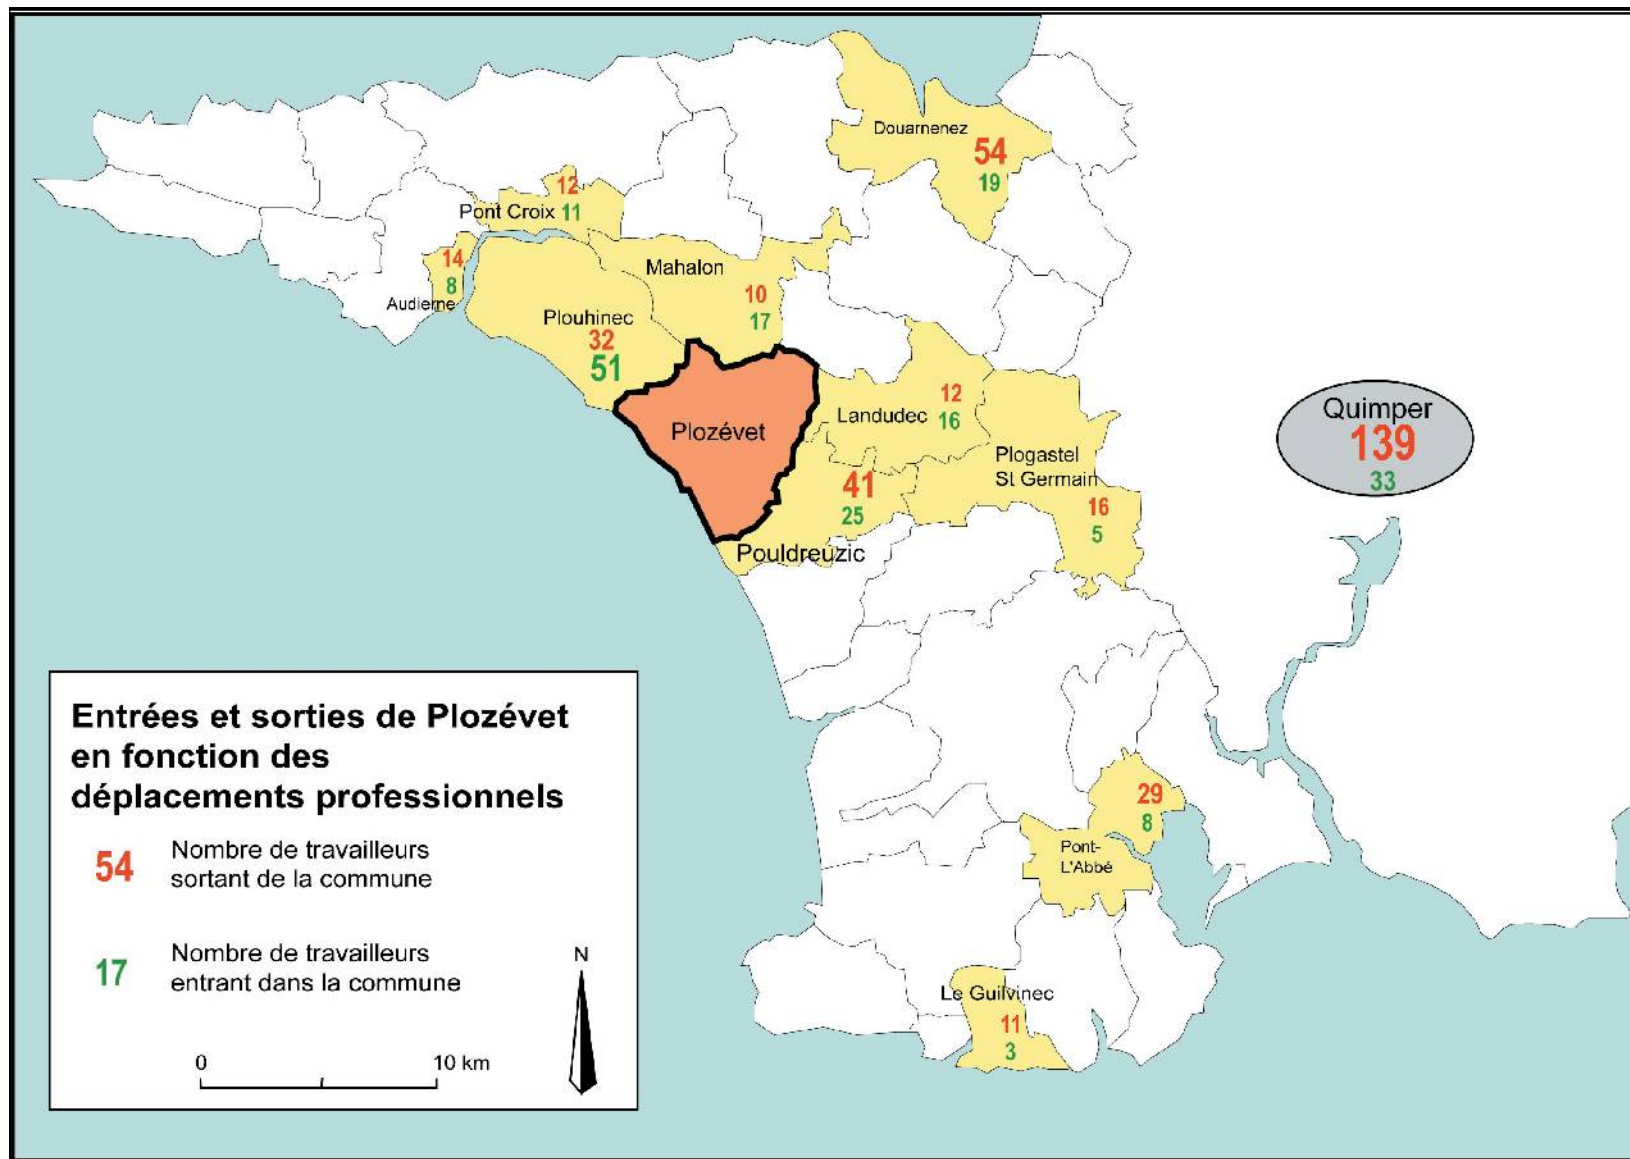 Douarnenez
54
19
12
Pont Croix 11
14
8
Audierne
Mahalon
10
17
Plouhinec
32
51
Plozévet
12
Landudec 16
Plogastel
St Germain
16
5
41
25
Pouldreuzic
Quimper
139
33
29
8
Pont-
L'Abbé
Le Guilvinec
11
3
Entrées et sorties de Plozévet
en fonction des
déplacements professionnels
54 Nombre de travailleurs
sortant de la commune
17 Nombre de travailleurs
entrant dans la commune
N
0 10 km